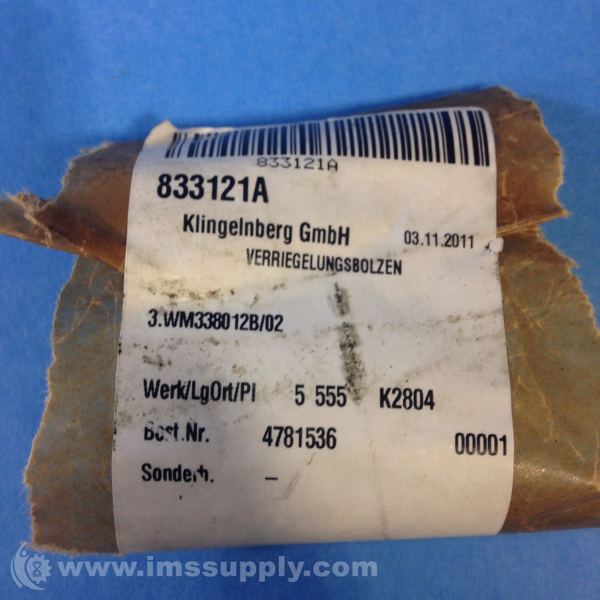 833121A
833121A
Klingelnberg GmbH 03.11.2011
VERRIEGELUNGSBOLZEN
3.WM338012B/02
Werk/LgOrt/Pl 5 555 K2804
Best.Nr. 4781536 00001
Sonderh. –
www.imssupply.com